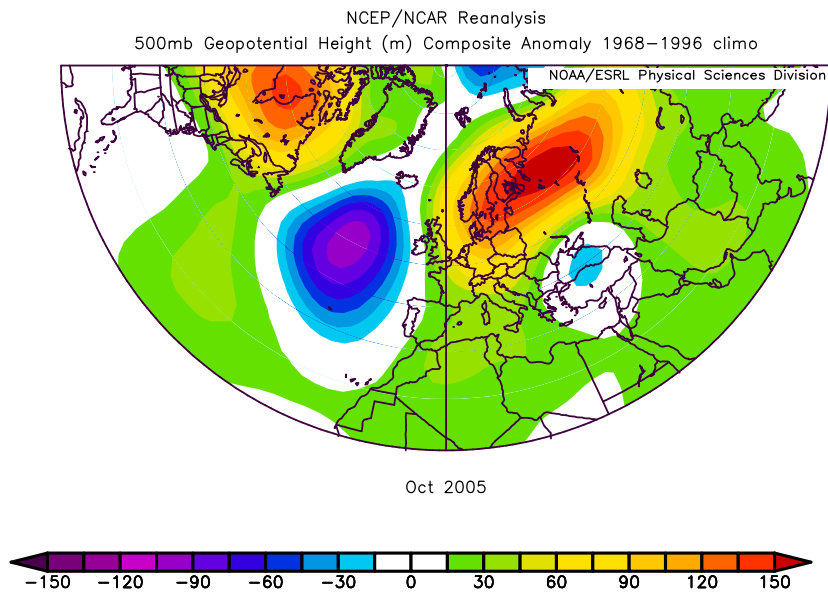 NCEP/NCAR Reanalysis
500mb Geopotential Height (m) Composite Anomaly 1968−1996 climo
NOAA/ESRL Physical Sciences Division
Oct 2005
−150 −120 −90 −60 −30 0 30 60 90 120 150